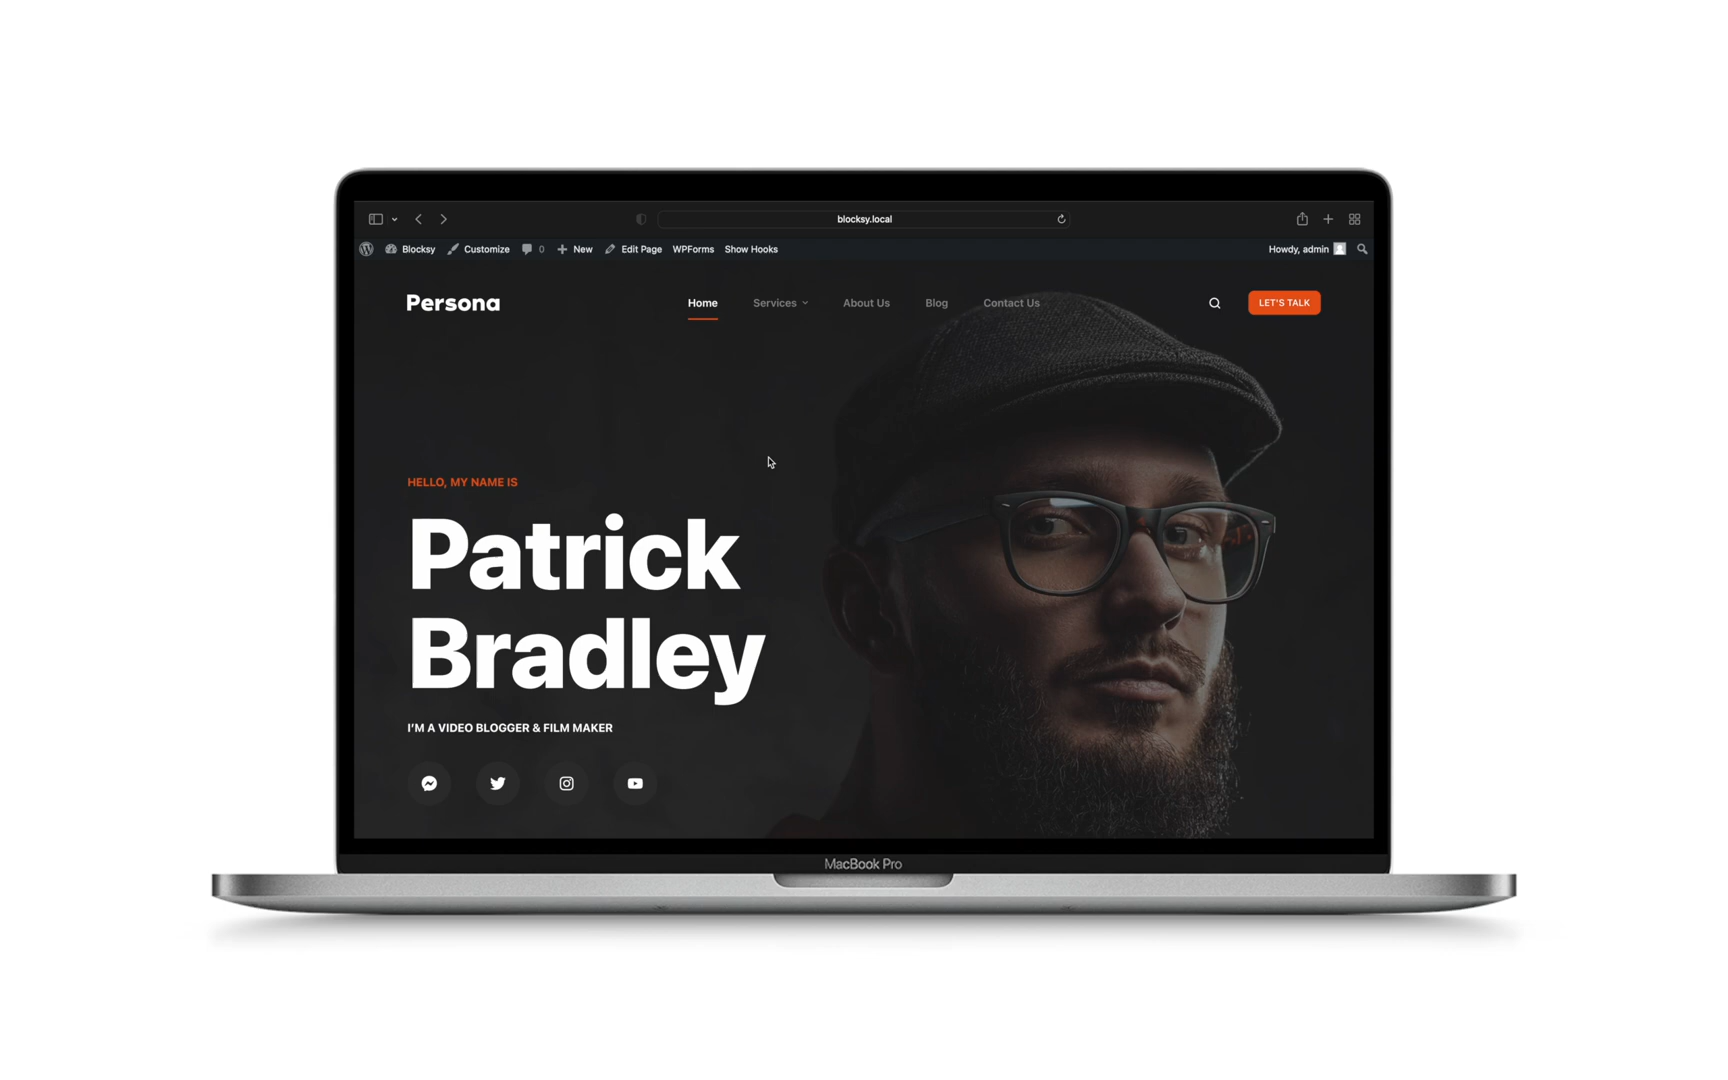 blocksy.local
Blocksy Customize 0 New Edit Page WPForms Show Hooks Howdy, admin
Persona Home Services About Us Blog Contact Us LET'S TALK
HELLO, MY NAME IS
Patrick
Bradley
I'M A VIDEO BLOGGER & FILM MAKER
MacBook Pro